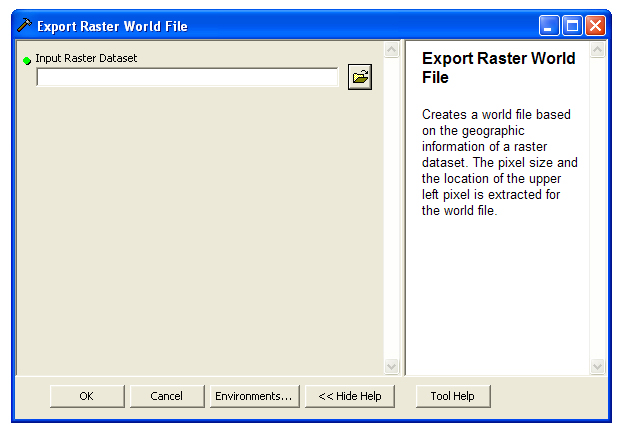 Export Raster World File
Input Raster Dataset
Export Raster World
File
Creates a world file based
on the geographic
information of a raster
dataset. The pixel size and
the location of the upper
left pixel is extracted for
the world file.
OK
Cancel
Environments...
<< Hide Help
Tool Help